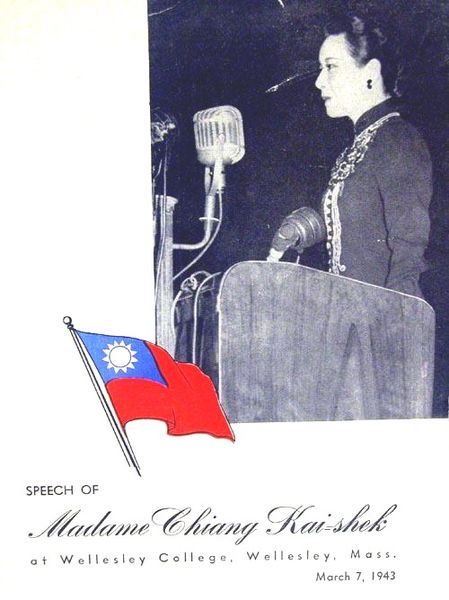 SPEECH OF
Madame Chiang Kai-shek
at Wellesley College, Wellesley, Mass.
March 7, 1943